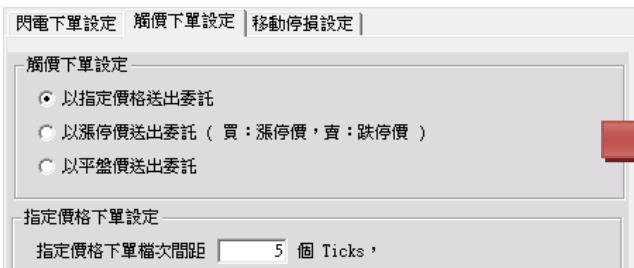 閃電下單設定 觸價下單設定 移動停損設定
觸價下單設定
以指定價格送出委託
以漲停價送出委託 ( 買：漲停價，賣：跌停價 )
以平盤價送出委託
指定價格下單設定
指定價格下單檔次間距 5 個 Ticks，